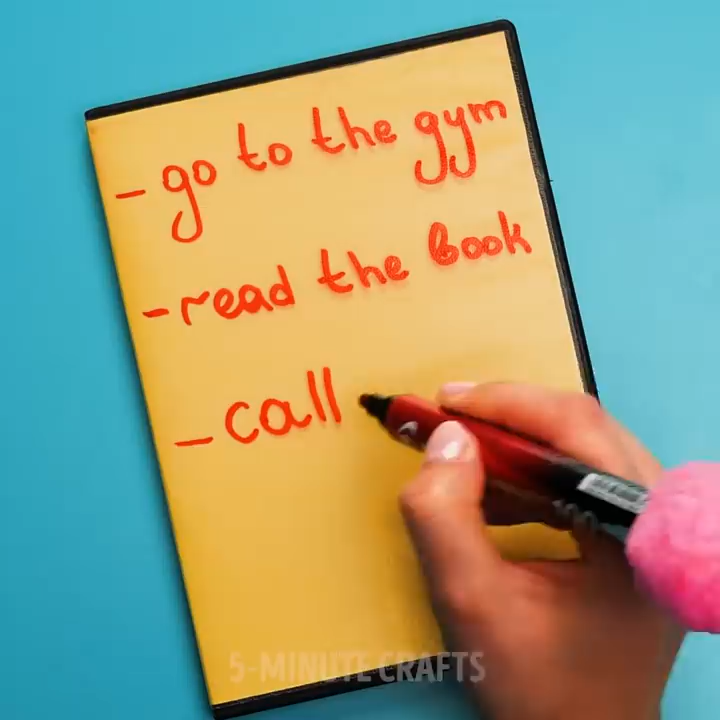 - go to the gym
- read the book
- call
5-MINUTE CRAFTS